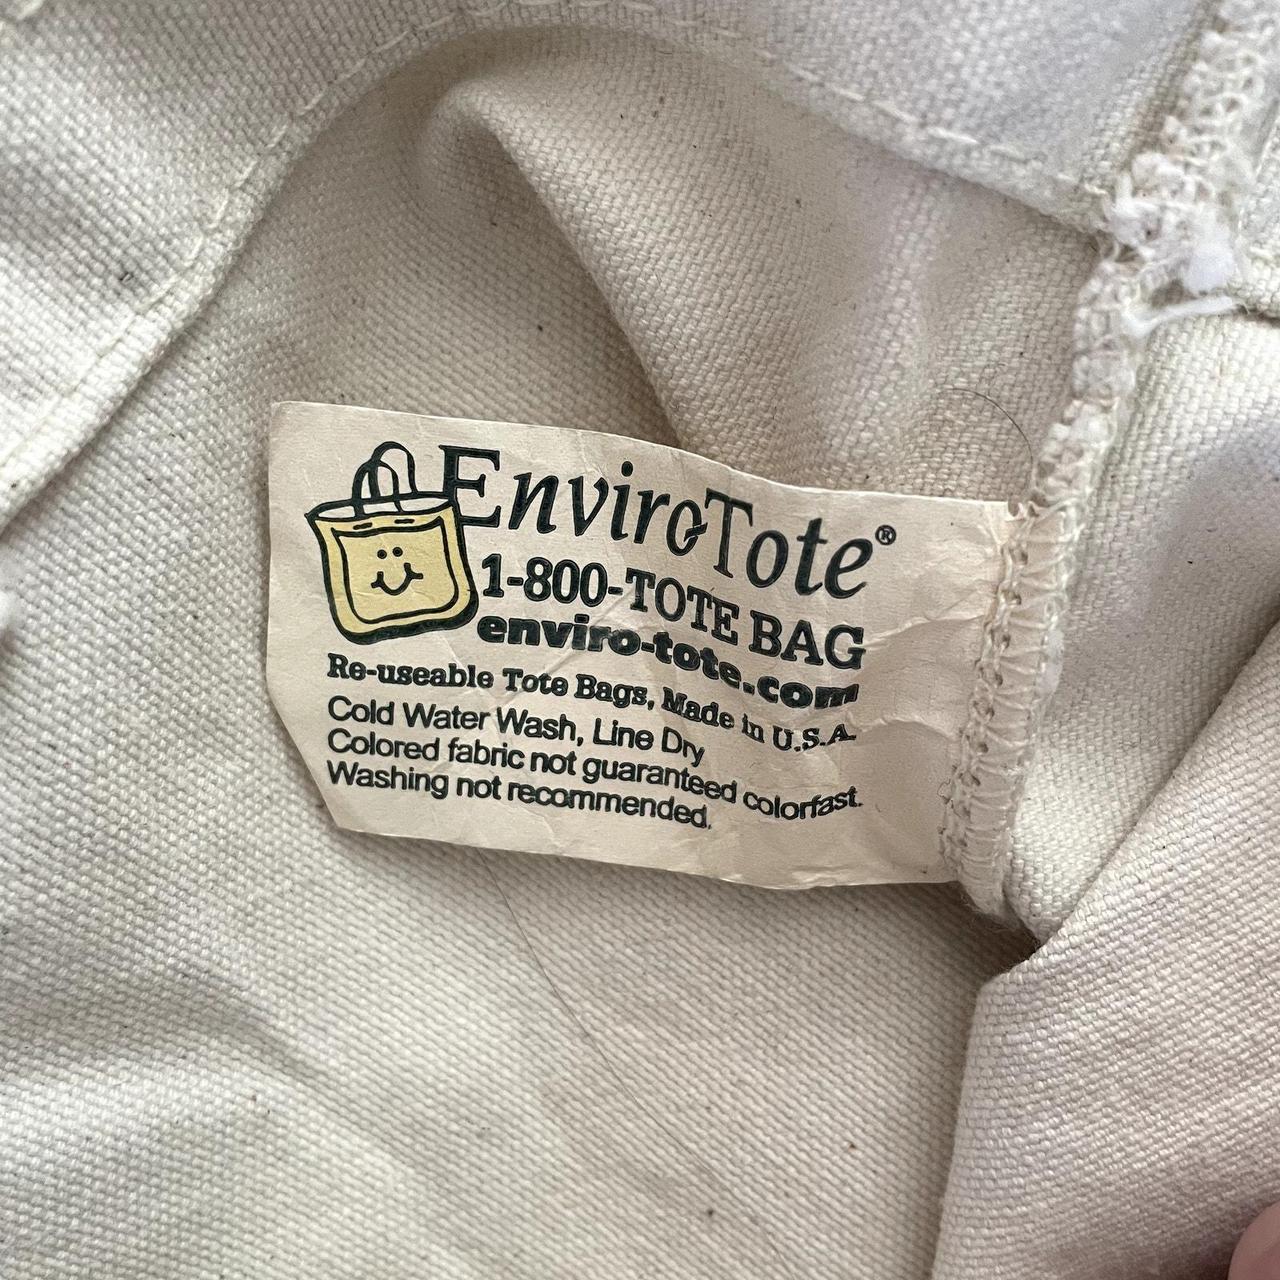 EnviroTote®
1-800-TOTE BAG
enviro-tote.com
Re-useable Tote Bags, Made in U.S.A.
Cold Water Wash, Line Dry
Colored fabric not guaranteed colorfast.
Washing not recommended.